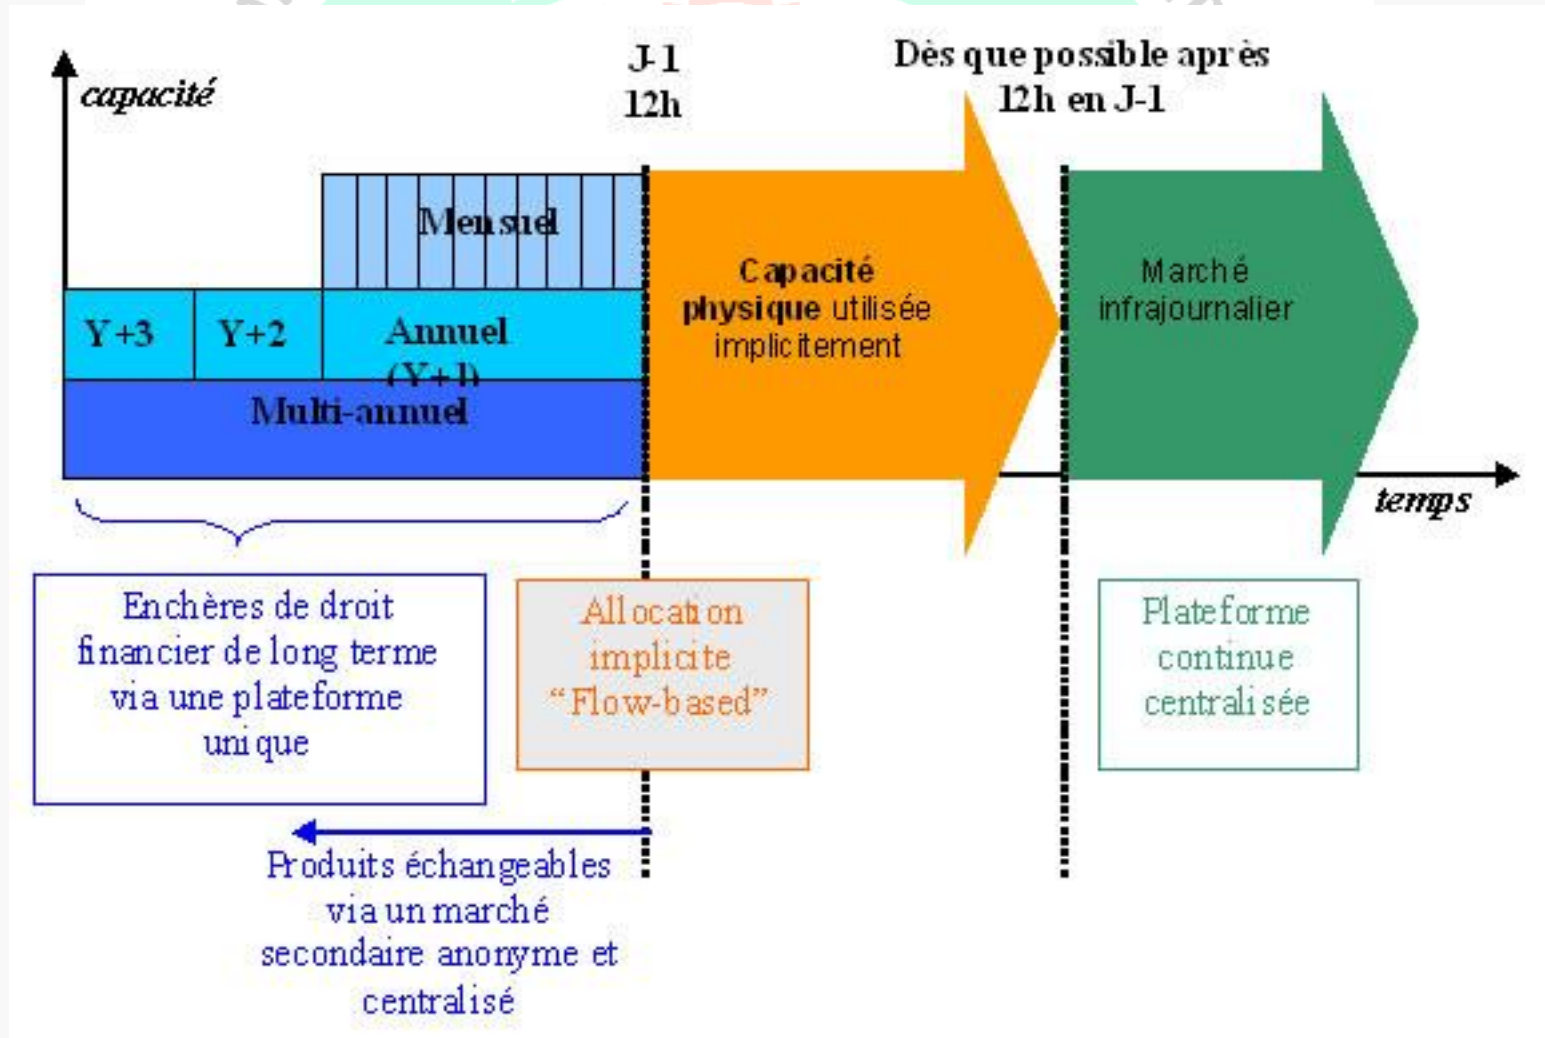 capacité
J-1
12h
Dès que possible après
12h en J-1
Mensuel
Y+3
Y+2
Annuel
(Y+1)
Multi-annuel
Capacité
physique utilisée
implicitement
Marché
infrajournalier
temps
Enchères de droit
financier de long terme
via une plateforme
unique
Allocation
implicite
“Flow-based”
Plateforme
continue
centralisée
Produits échangeables
via un marché
secondaire anonyme et
centralisé